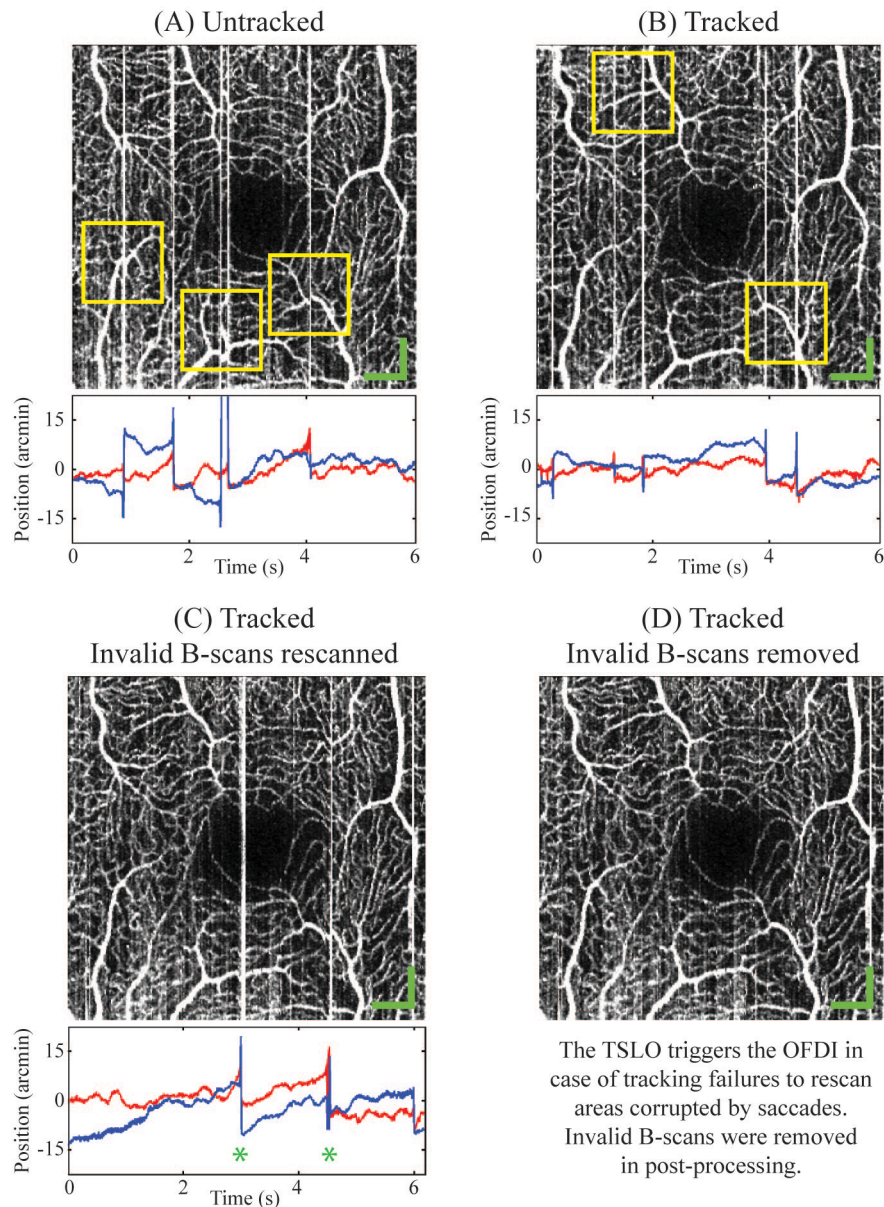 (A) Untracked
(B) Tracked
Position (arcmin)
15
0
-15
0
2
4
6
Time (s)
Position (arcmin)
15
0
-15
0
2
4
6
Time (s)
(C) Tracked
Invalid B-scans rescanned
(D) Tracked
Invalid B-scans removed
Position (arcmin)
15
0
-15
*
*
0
2
4
6
Time (s)
The TSLO triggers the OFDI in
case of tracking failures to rescan
areas corrupted by saccades.
Invalid B-scans were removed
in post-processing.